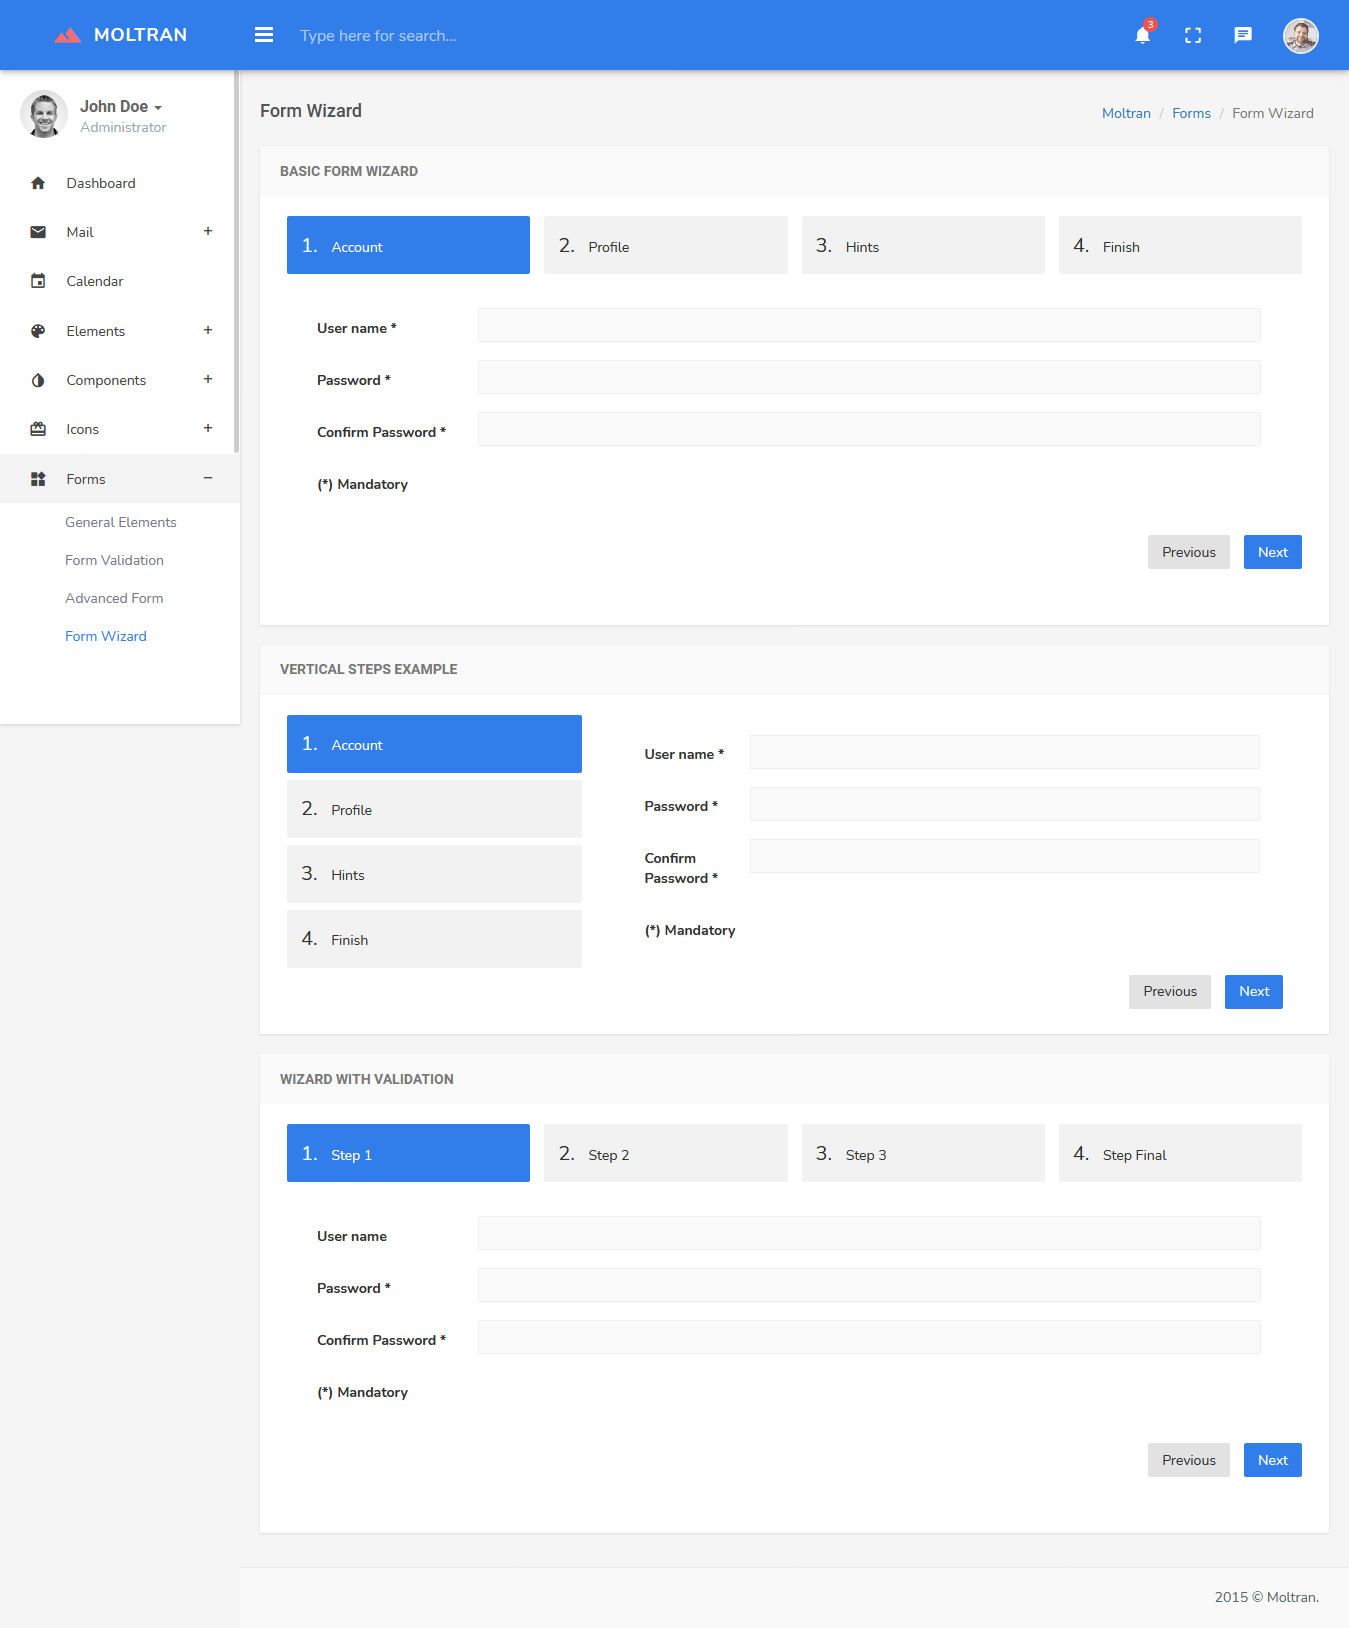 MOLTRAN
Type here for search...
3
John Doe
Administrator
Dashboard
Mail +
Calendar
Elements +
Components +
Icons +
Forms −
General Elements
Form Validation
Advanced Form
Form Wizard
Form Wizard
Moltran / Forms / Form Wizard
BASIC FORM WIZARD
1. Account 2. Profile 3. Hints 4. Finish
User name *
Password *
Confirm Password *
(*) Mandatory
Previous Next
VERTICAL STEPS EXAMPLE
1. Account
2. Profile
3. Hints
4. Finish
User name *
Password *
Confirm
Password *
(*) Mandatory
Previous Next
WIZARD WITH VALIDATION
1. Step 1 2. Step 2 3. Step 3 4. Step Final
User name
Password *
Confirm Password *
(*) Mandatory
Previous Next
2015 © Moltran.